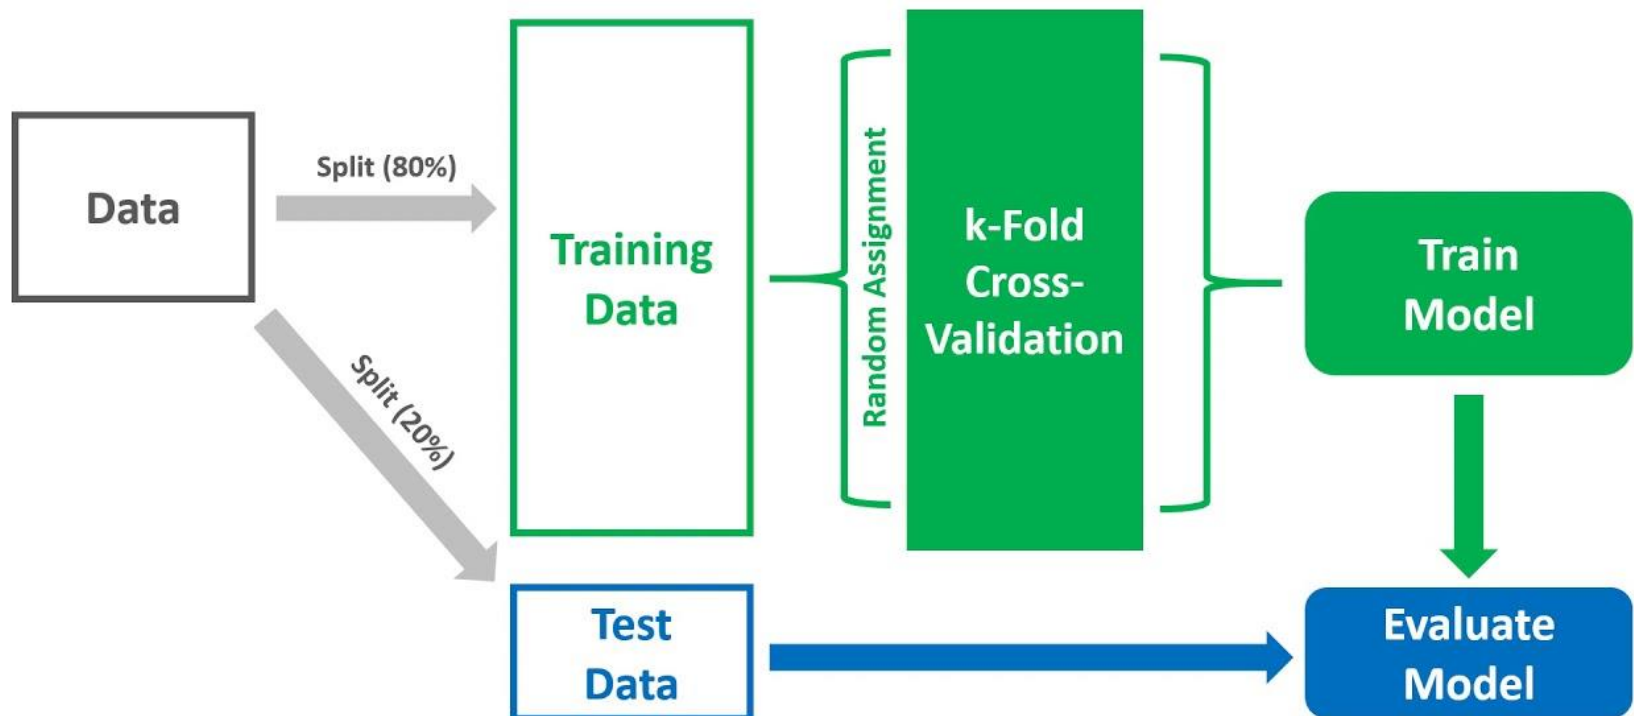 Data
Split (80%)
Split (20%)
Training
Data
Random Assignment
k-Fold
Cross-
Validation
Train
Model
Test
Data
Evaluate
Model